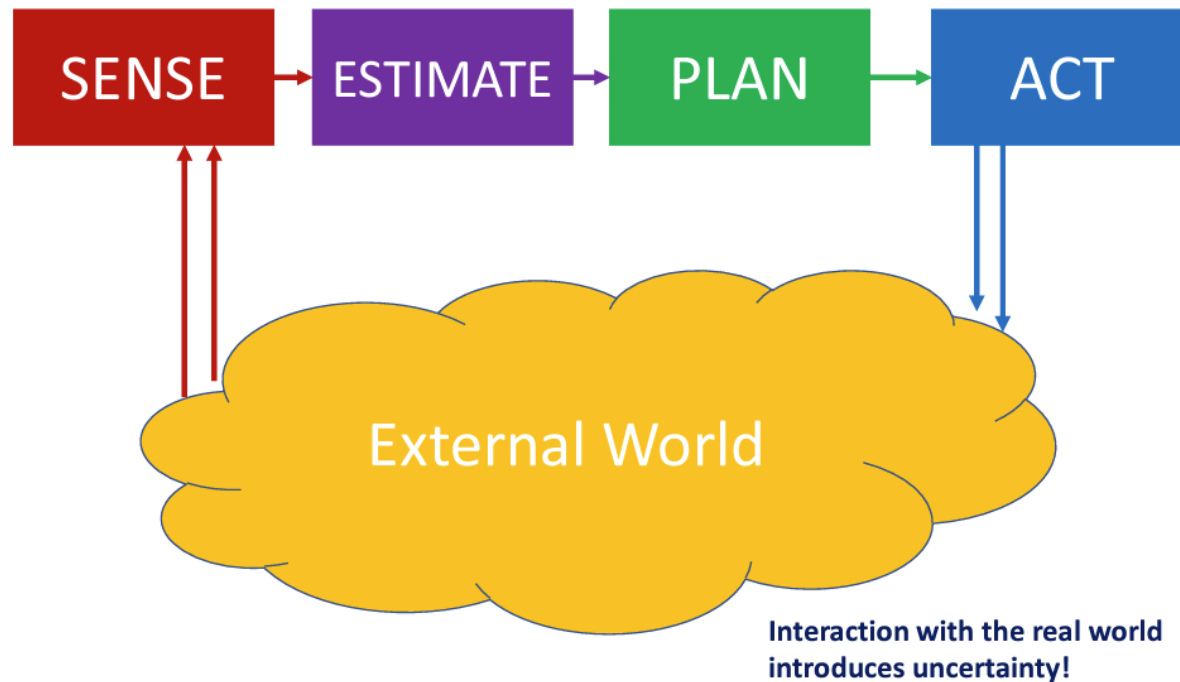 SENSE
ESTIMATE
PLAN
ACT
External World
Interaction with the real world
introduces uncertainty!